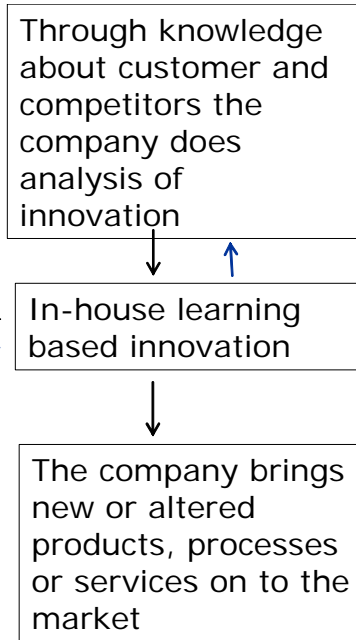 Through knowledge
about customer and
competitors the
company does
analysis of
innovation
In-house learning
based innovation
The company brings
new or altered
products, processes
or services on to the
market